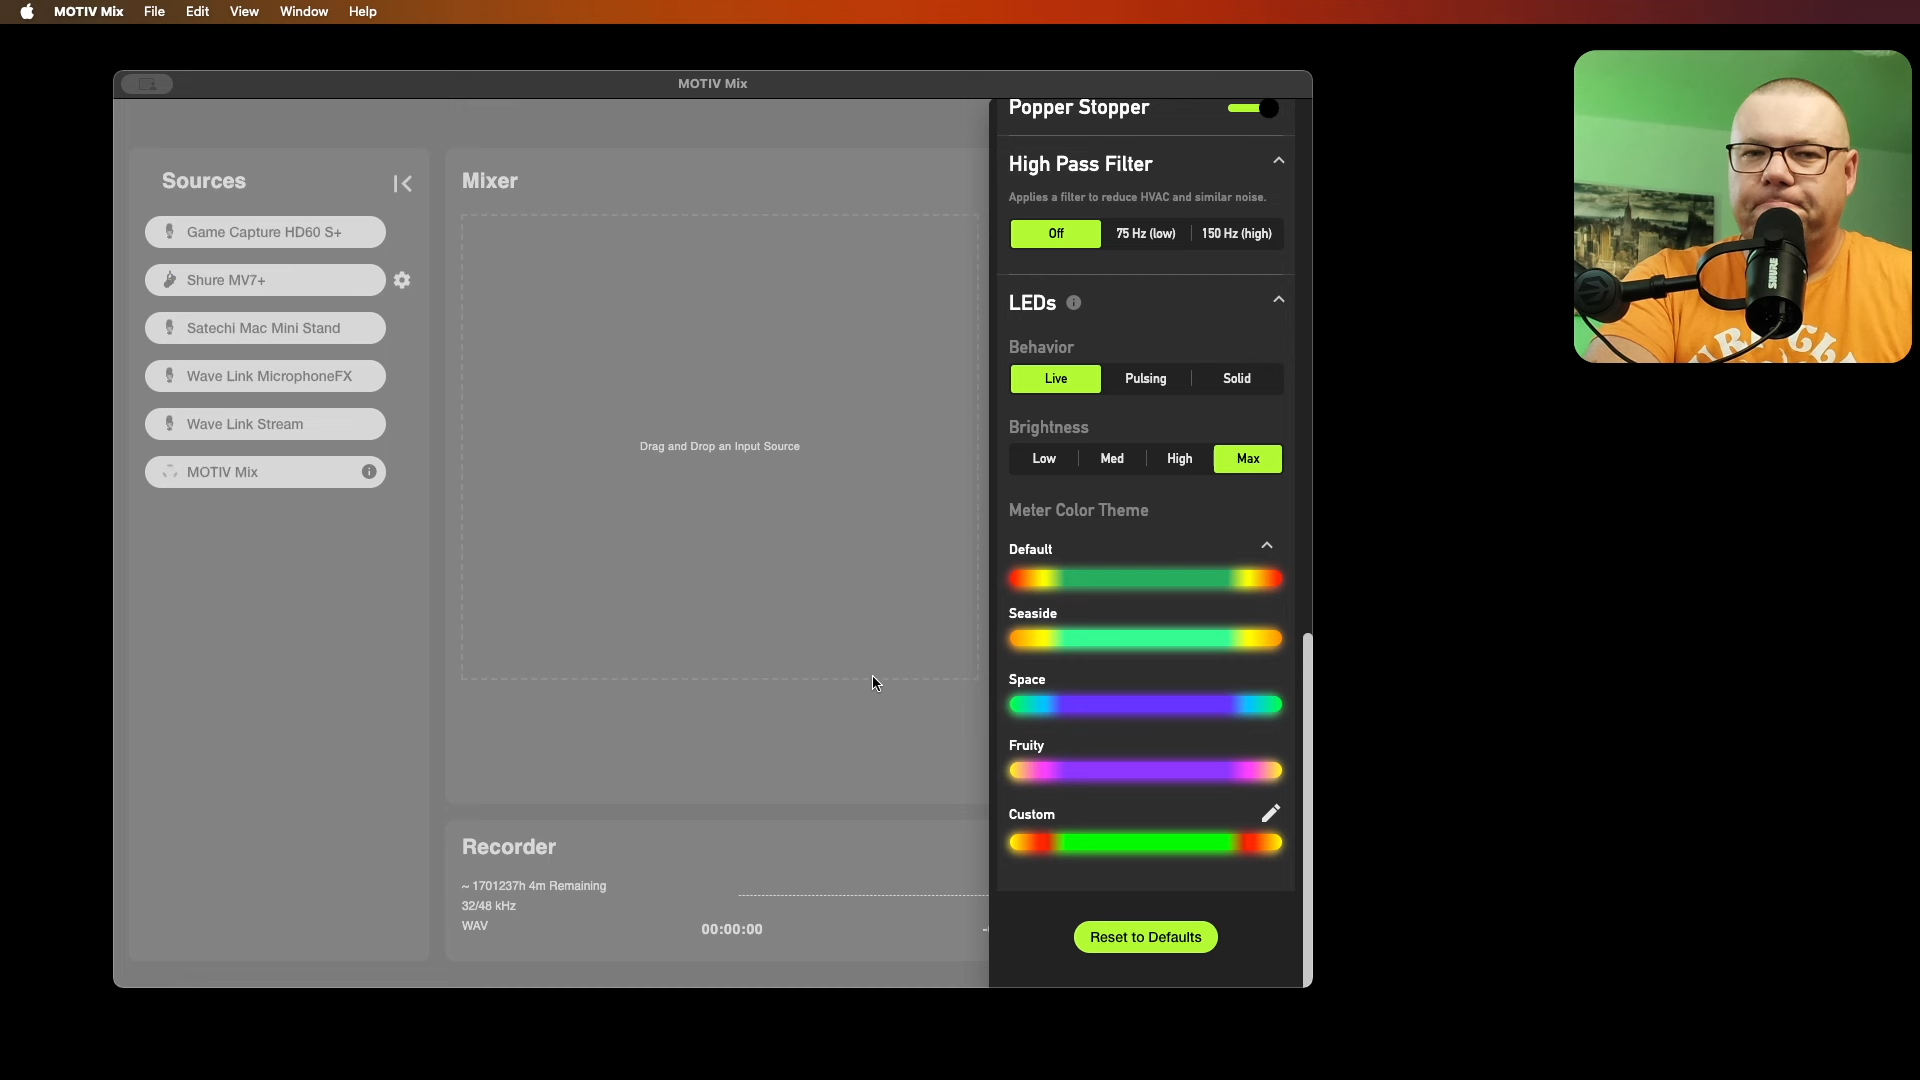 MOTIV Mix File Edit View Window Help
MOTIV Mix
Sources
Game Capture HD60 S+
Shure MV7+
Satechi Mac Mini Stand
Wave Link MicrophoneFX
Wave Link Stream
MOTIV Mix
Mixer
Drag and Drop an Input Source
Recorder
~ 1701237h 4m Remaining
32/48 kHz
WAV
00:00:00
Popper Stopper
High Pass Filter
Applies a filter to reduce HVAC and similar noise.
Off 75 Hz (low) 150 Hz (high)
LEDs
Behavior
Live Pulsing Solid
Brightness
Low Med High Max
Meter Color Theme
Default
Seaside
Space
Fruity
Custom
Reset to Defaults
SHURE